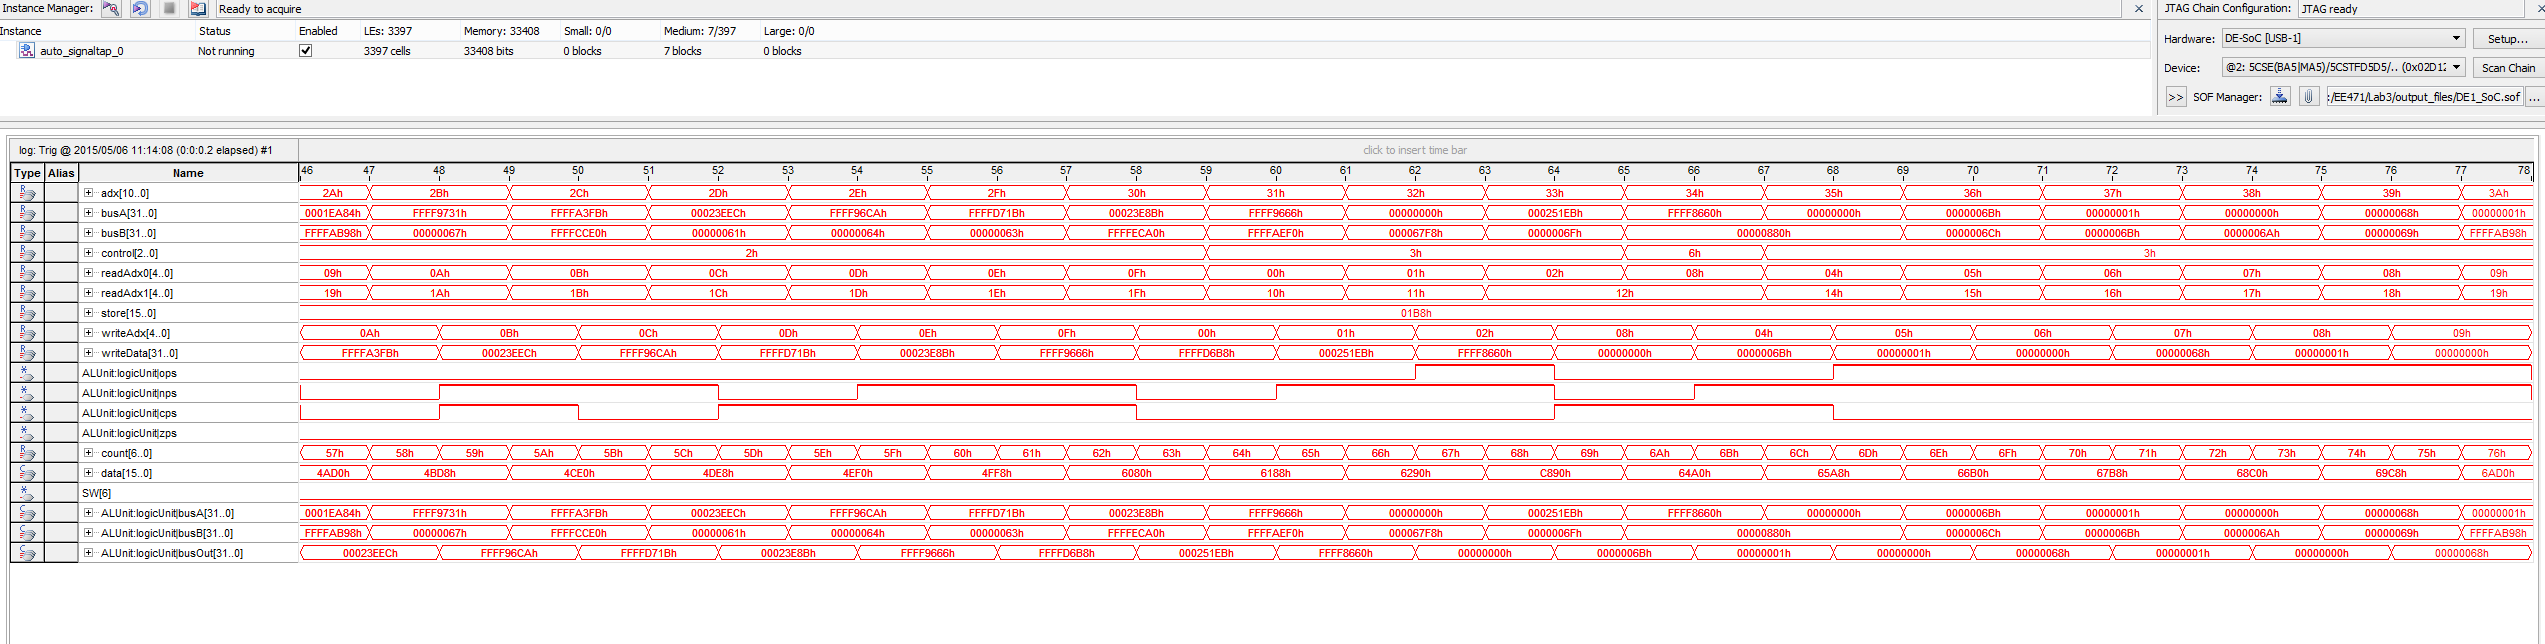 Instance Manager: Ready to acquire × JTAG Chain Configuration: JTAG ready ×
Instance Status Enabled LEs: 3397 Memory: 33408 Small: 0/0 Medium: 7/397 Large: 0/0
auto_signaltap_0 Not running 3397 cells 33408 bits 0 blocks 7 blocks 0 blocks
Hardware: DE-SoC [USB-1] Setup...
Device: @2: 5CSE(BA5|MA5)/5CSTFD5D5/.. (0x02D12 Scan Chain
>> SOF Manager: :/EE471/Lab3/output_files/DE1_SoC.sof ...
log: Trig @ 2015/05/06 11:14:08 (0:0:0.2 elapsed) #1 click to insert time bar
Type Alias Name 46 47 48 49 50 51 52 53 54 55 56 57 58 59 60 61 62 63 64 65 66 67 68 69 70 71 72 73 74 75 76 77 78
adx[10..0] 2Ah 2Bh 2Ch 2Dh 2Eh 2Fh 30h 31h 32h 33h 34h 35h 36h 37h 38h 39h 3Ah
busA[31..0] 0001EA84h FFFF9731h FFFFA3FBh 00023EECh FFFF96CAh FFFFD71Bh 00023E8Bh FFFF9666h 00000000h 000251EBh FFFF8660h 00000000h 0000006Bh 00000001h 00000000h 00000068h 00000001h
busB[31..0] FFFFAB98h 00000067h FFFFCCE0h 00000061h 00000064h 00000063h FFFFECA0h FFFFAEF0h 000067F8h 0000006Fh 00000880h 0000006Ch 0000006Bh 0000006Ah 00000069h FFFFAB98h
control[2..0] 2h 3h 6h 3h
readAdx0[4..0] 09h 0Ah 0Bh 0Ch 0Dh 0Eh 0Fh 00h 01h 02h 08h 04h 05h 06h 07h 08h 09h
readAdx1[4..0] 19h 1Ah 1Bh 1Ch 1Dh 1Eh 1Fh 10h 11h 12h 14h 15h 16h 17h 18h 19h
store[15..0] 01B8h
writeAdx[4..0] 0Ah 0Bh 0Ch 0Dh 0Eh 0Fh 00h 01h 02h 08h 04h 05h 06h 07h 08h 09h
writeData[31..0] FFFFA3FBh 00023EECh FFFF96CAh FFFFD71Bh 00023E8Bh FFFF9666h FFFFD6B8h 000251EBh FFFF8660h 00000000h 0000006Bh 00000001h 00000000h 00000068h 00000001h 00000000h
ALUnit:logicUnit|ops
ALUnit:logicUnit|nps
ALUnit:logicUnit|cps
ALUnit:logicUnit|zps
count[6..0] 57h 58h 59h 5Ah 5Bh 5Ch 5Dh 5Eh 5Fh 60h 61h 62h 63h 64h 65h 66h 67h 68h 69h 6Ah 6Bh 6Ch 6Dh 6Eh 6Fh 70h 71h 72h 73h 74h 75h 76h
data[15..0] 4AD0h 4BD8h 4CE0h 4DE8h 4EF0h 4FF8h 6080h 6188h 6290h C890h 64A0h 65A8h 66B0h 67B8h 68C0h 69C8h 6AD0h
SW[6]
ALUnit:logicUnit|busA[31..0] 0001EA84h FFFF9731h FFFFA3FBh 00023EECh FFFF96CAh FFFFD71Bh 00023E8Bh FFFF9666h 00000000h 000251EBh FFFF8660h 00000000h 0000006Bh 00000001h 00000000h 00000068h 00000001h
ALUnit:logicUnit|busB[31..0] FFFFAB98h 00000067h FFFFCCE0h 00000061h 00000064h 00000063h FFFFECA0h FFFFAEF0h 000067F8h 0000006Fh 00000880h 0000006Ch 0000006Bh 0000006Ah 00000069h FFFFAB98h
ALUnit:logicUnit|busOut[31..0] 00023EECh FFFF96CAh FFFFD71Bh 00023E8Bh FFFF9666h FFFFD6B8h 000251EBh FFFF8660h 00000000h 0000006Bh 00000001h 00000000h 00000068h 00000001h 00000000h 00000068h